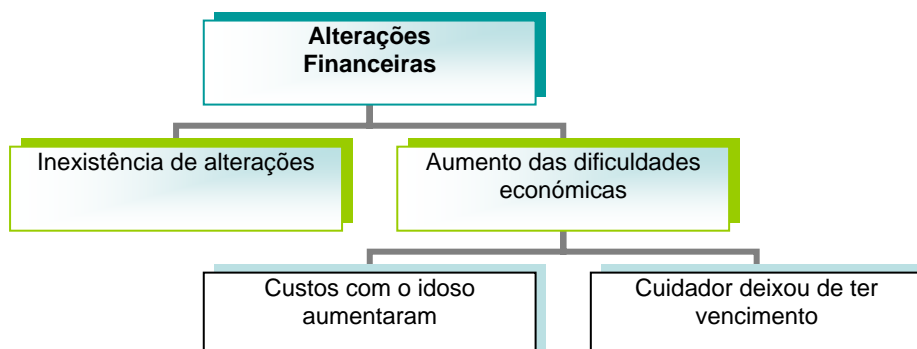 Alterações
Financeiras
Inexistência de alterações
Aumento das dificuldades
económicas
Custos com o idoso
aumentaram
Cuidador deixou de ter
vencimento